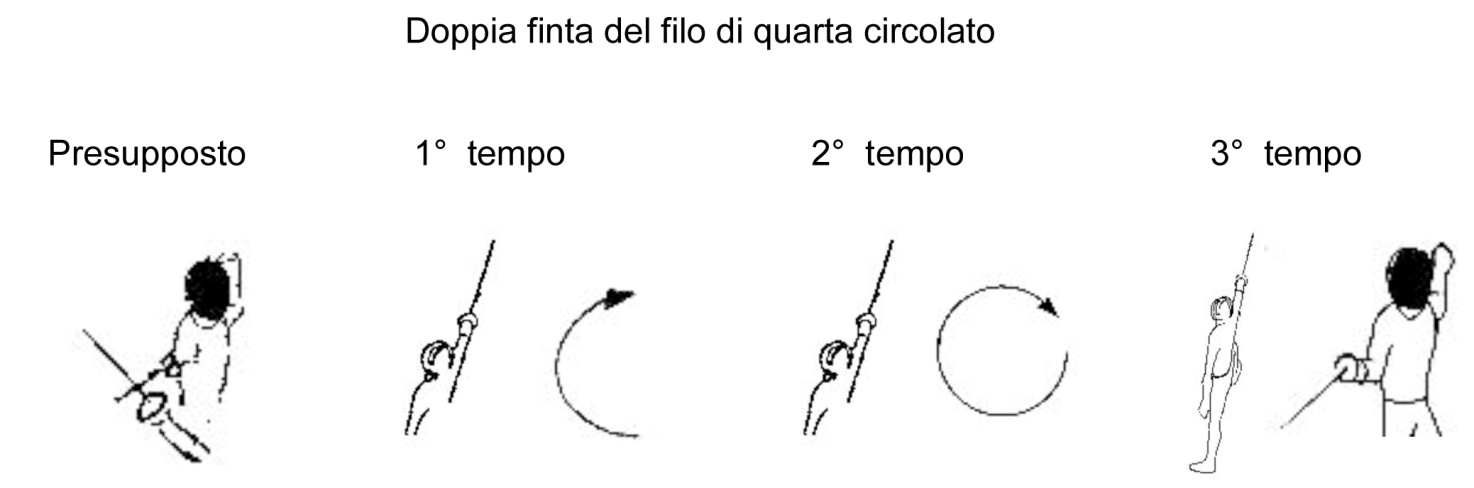 Doppia finta del filo di quarta circolato
Presupposto 1° tempo 2° tempo 3° tempo